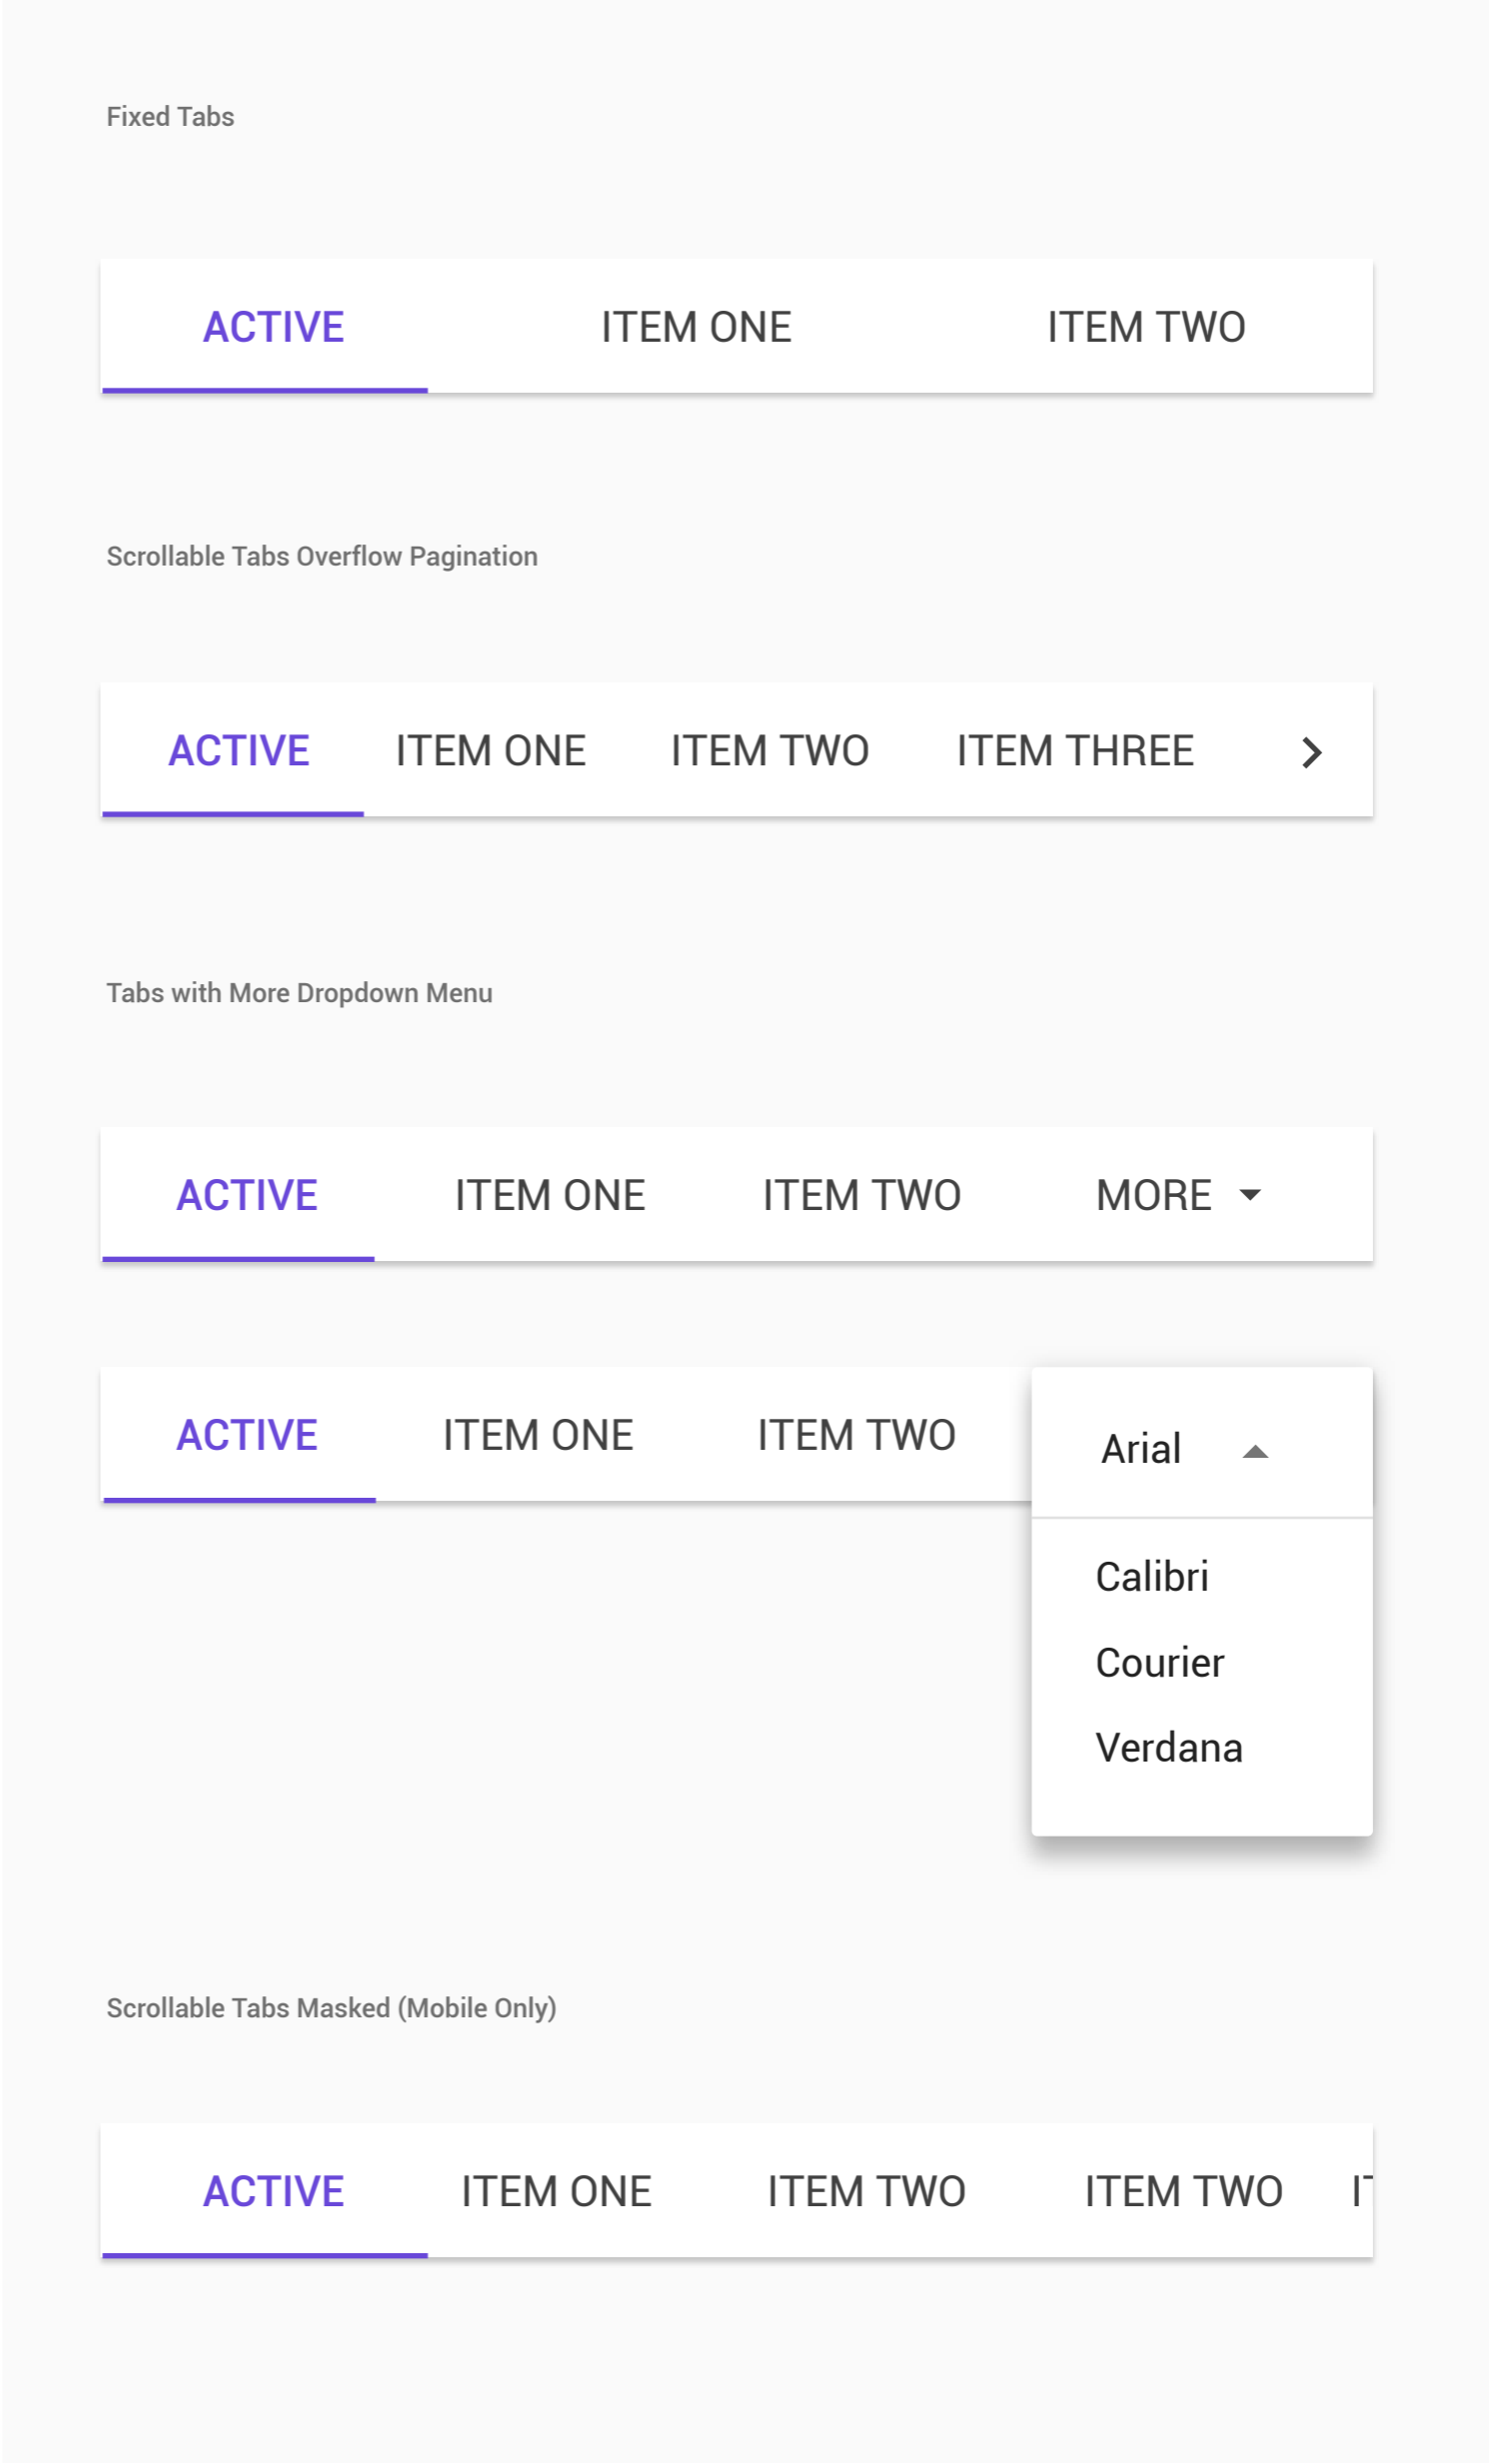 Fixed Tabs
ACTIVE ITEM ONE ITEM TWO
Scrollable Tabs Overflow Pagination
ACTIVE ITEM ONE ITEM TWO ITEM THREE
Tabs with More Dropdown Menu
ACTIVE ITEM ONE ITEM TWO MORE
ACTIVE ITEM ONE ITEM TWO Arial
Calibri
Courier
Verdana
Scrollable Tabs Masked (Mobile Only)
ACTIVE ITEM ONE ITEM TWO ITEM TWO